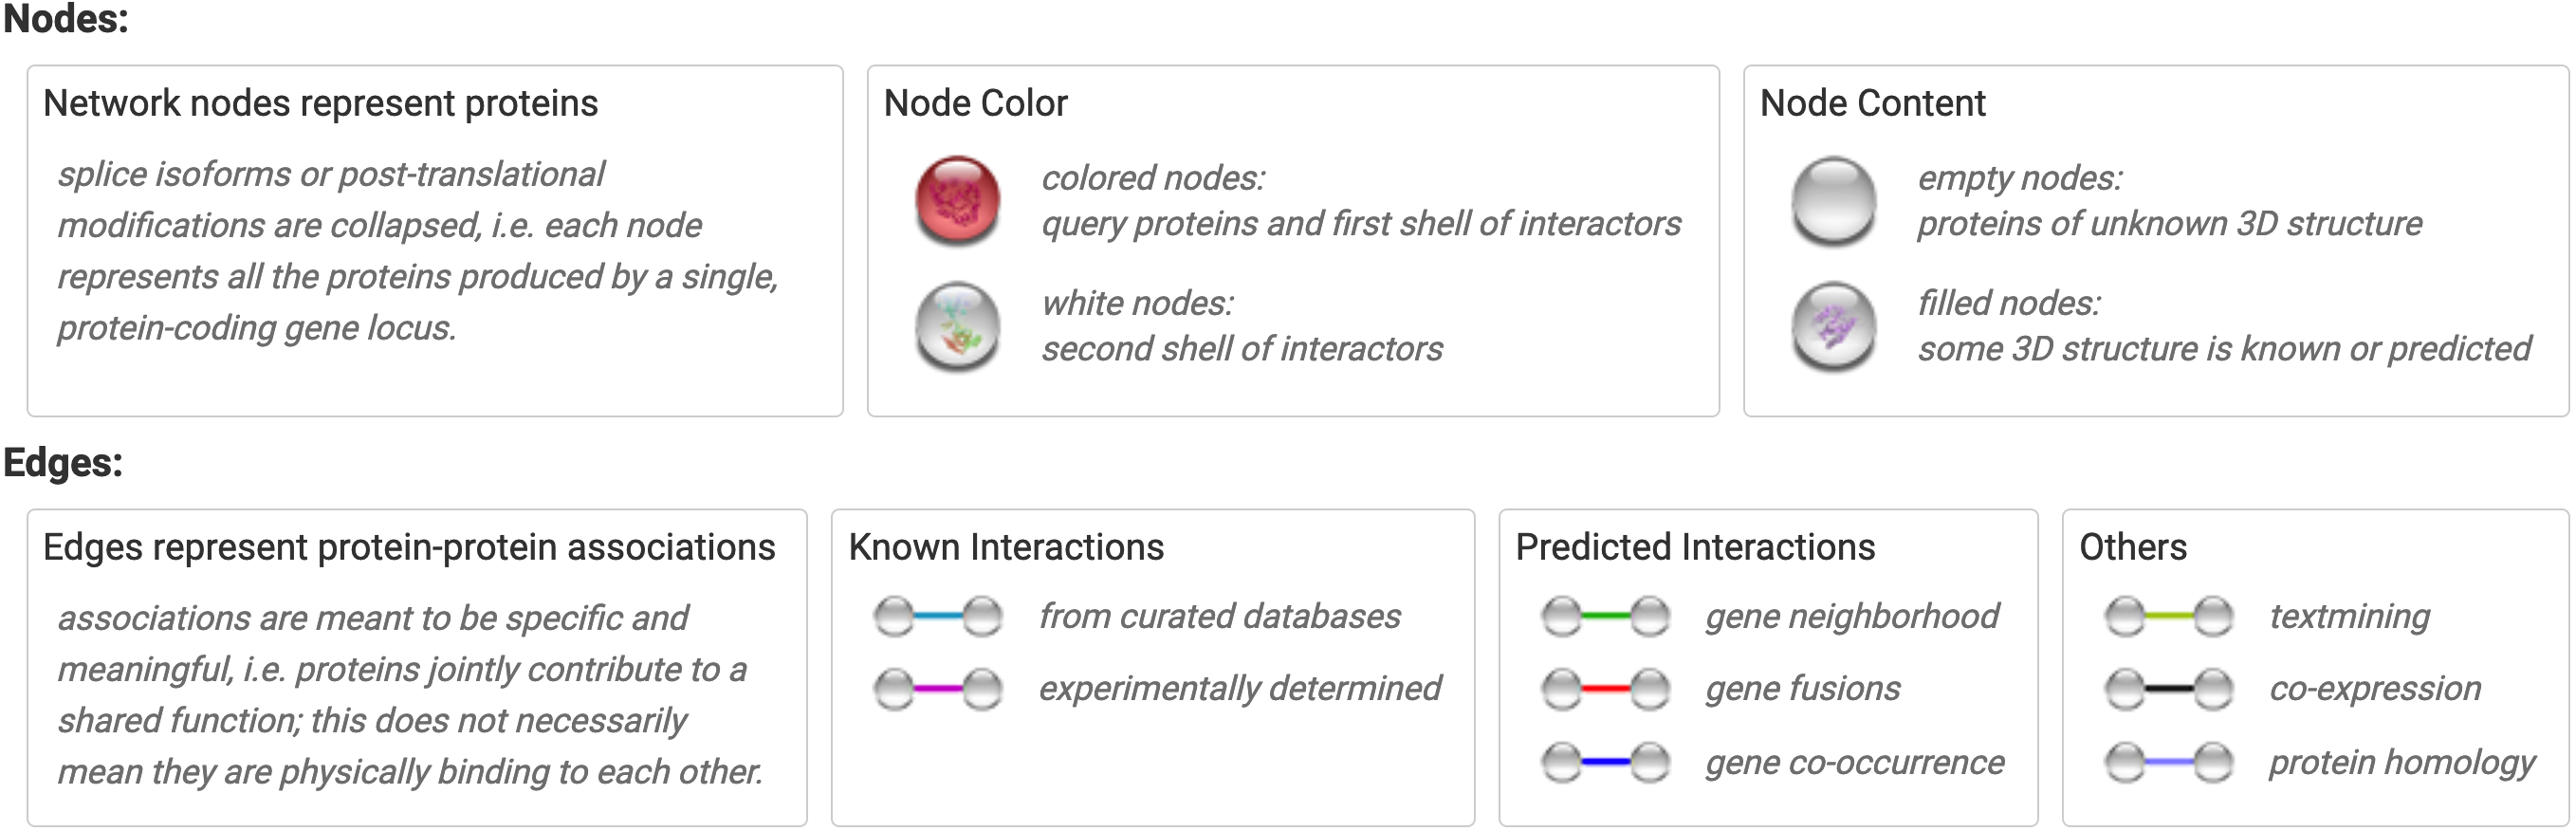 Nodes:
Network nodes represent proteins
splice isoforms or post-translational
modifications are collapsed, i.e. each node
represents all the proteins produced by a single,
protein-coding gene locus.
Node Color
colored nodes:
query proteins and first shell of interactors
white nodes:
second shell of interactors
Node Content
empty nodes:
proteins of unknown 3D structure
filled nodes:
some 3D structure is known or predicted
Edges:
Edges represent protein-protein associations
associations are meant to be specific and
meaningful, i.e. proteins jointly contribute to a
shared function; this does not necessarily
mean they are physically binding to each other.
Known Interactions
from curated databases
experimentally determined
Predicted Interactions
gene neighborhood
gene fusions
gene co-occurrence
Others
textmining
co-expression
protein homology